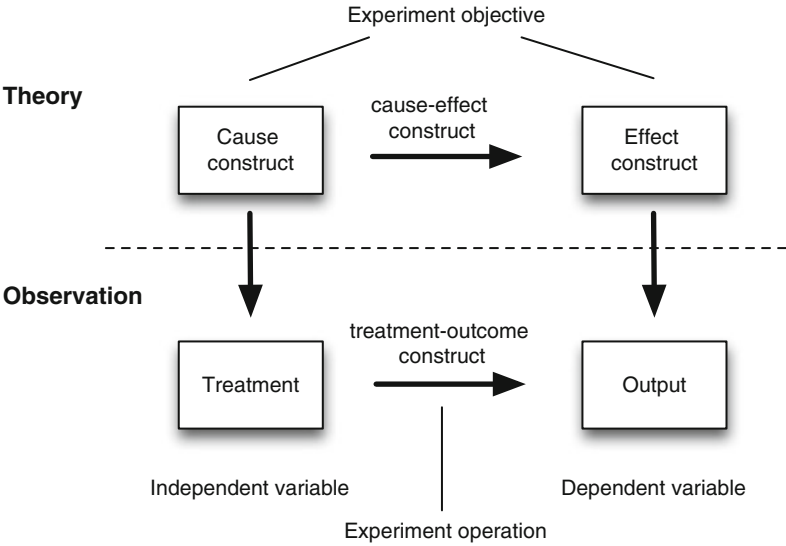 Experiment objective
Theory
cause-effect
construct
Cause
construct
Effect
construct
Observation
treatment-outcome
construct
Treatment
Output
Independent variable
Dependent variable
Experiment operation